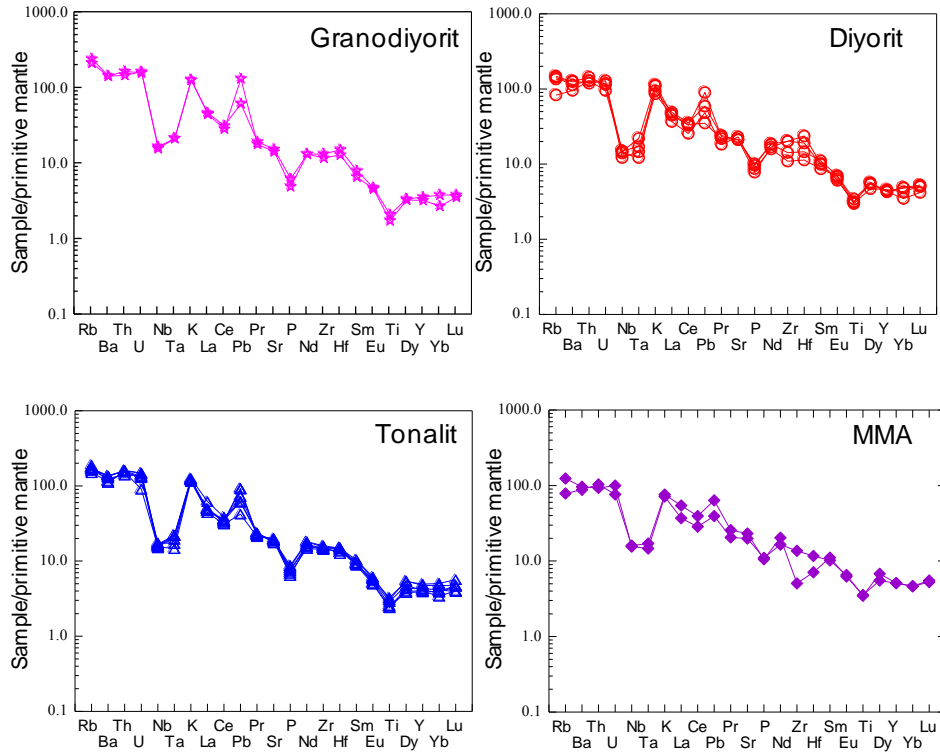 Granodiyorit
1000.0
100.0
10.0
1.0
0.1
Sample/primitive mantle
Rb Th Nb K Ce Pr P Zr Sm Ti Y Lu
Ba U Ta La Pb Sr Nd Hf Eu Dy Yb
Diyorit
1000.0
100.0
10.0
1.0
0.1
Sample/primitive mantle
Rb Th Nb K Ce Pr P Zr Sm Ti Y Lu
Ba U Ta La Pb Sr Nd Hf Eu Dy Yb
Tonalit
1000.0
100.0
10.0
1.0
0.1
Sample/primitive mantle
Rb Th Nb K Ce Pr P Zr Sm Ti Y Lu
Ba U Ta La Pb Sr Nd Hf Eu Dy Yb
MMA
1000.0
100.0
10.0
1.0
0.1
Sample/primitive mantle
Rb Th Nb K Ce Pr P Zr Sm Ti Y Lu
Ba U Ta La Pb Sr Nd Hf Eu Dy Yb